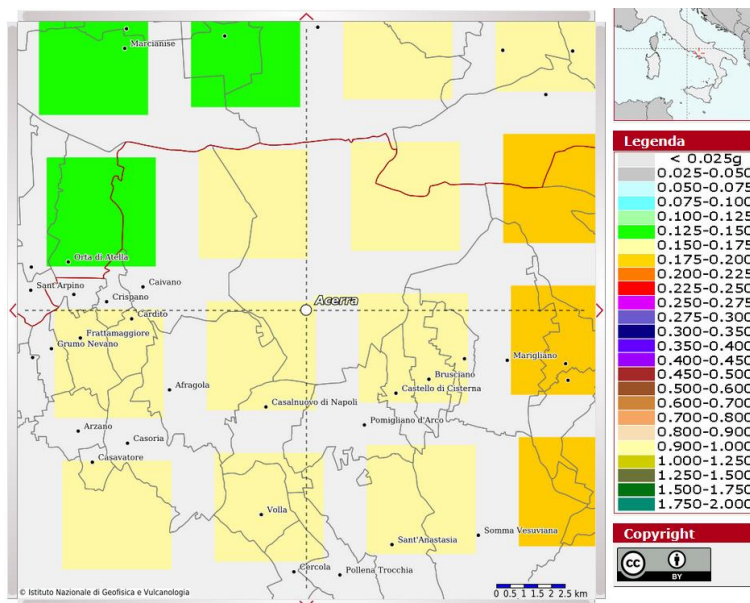 Marcianise
Orta di Atella
Sant'Arpino
Caivano
Crispano
Acerra
Cardito
Frattamaggiore
Grumo Nevano
Marigliano
Brusciano
Afragola
Castello di Cisterna
Casalnuovo di Napoli
Pomigliano d'Arco
Arzano
Casoria
Casavatore
Volla
Somma Vesuviana
Sant'Anastasia
Cercola
Pollena Trocchia
© Istituto Nazionale di Geofisica e Vulcanologia
0 0.5 1 1.5 2 2.5 km
Legenda
< 0.025g
0.025-0.050
0.050-0.075
0.075-0.100
0.100-0.125
0.125-0.150
0.150-0.175
0.175-0.200
0.200-0.225
0.225-0.250
0.250-0.275
0.275-0.300
0.300-0.350
0.350-0.400
0.400-0.450
0.450-0.500
0.500-0.600
0.600-0.700
0.700-0.800
0.800-0.900
0.900-1.000
1.000-1.250
1.250-1.500
1.500-1.750
1.750-2.000
Copyright
cc
BY